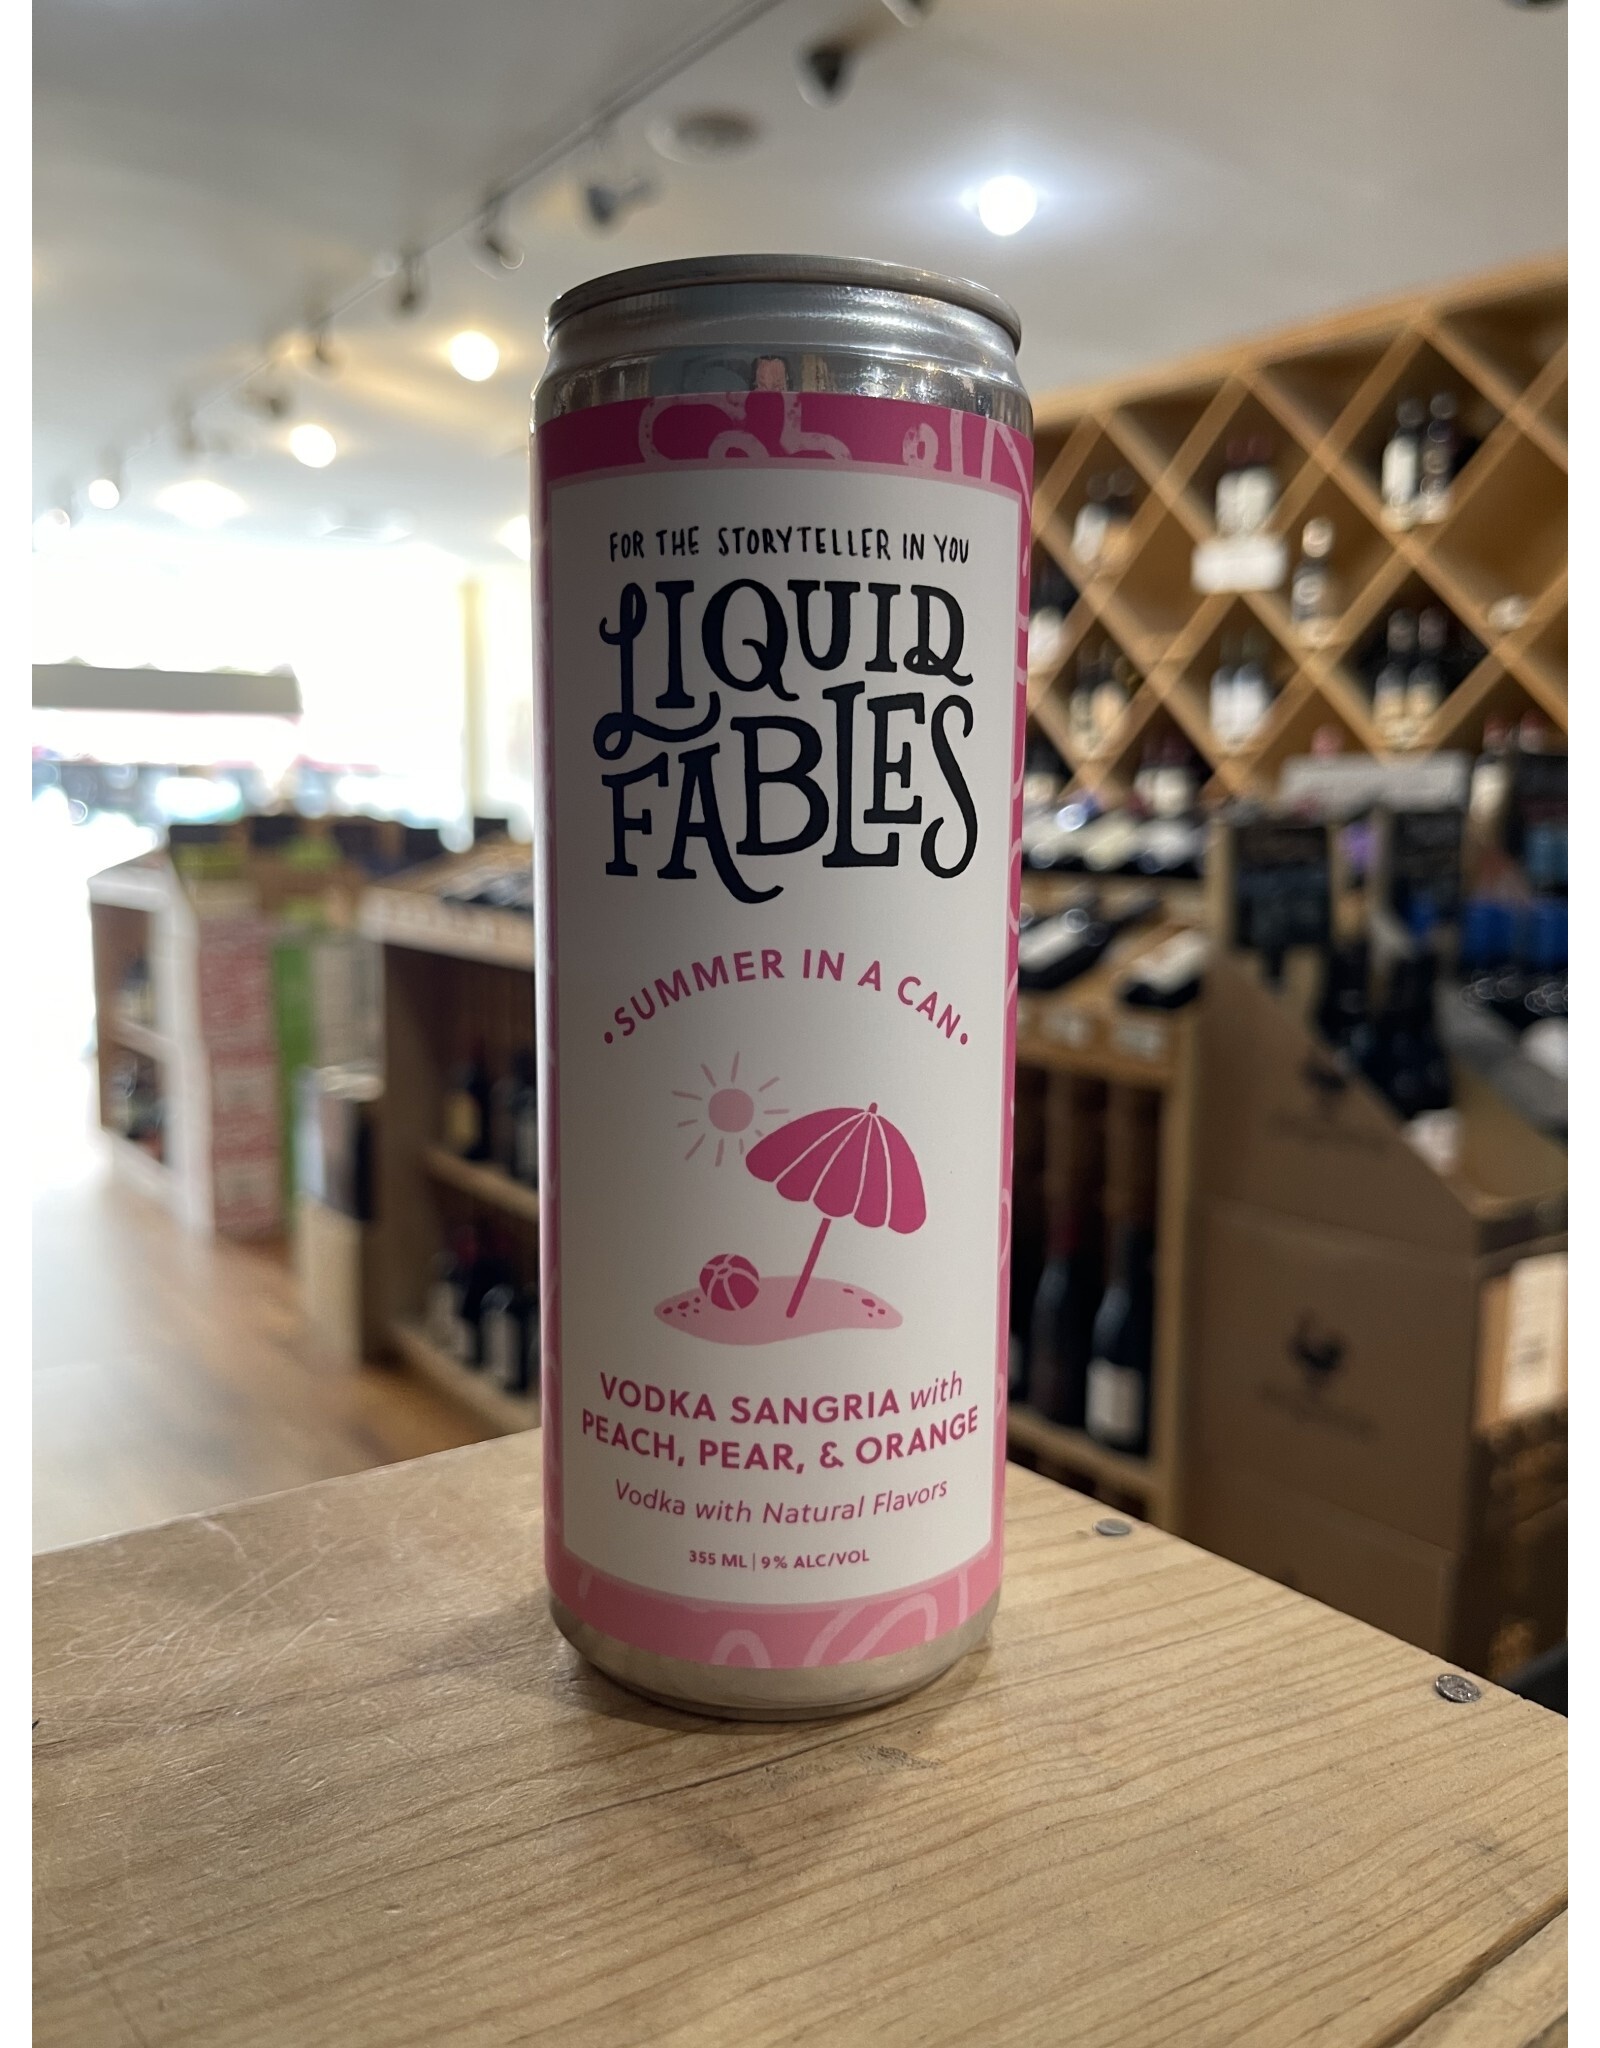 FOR THE STORYTELLER IN YOU
LIQUID
FABLES
•SUMMER IN A CAN•
VODKA SANGRIA with
PEACH, PEAR, & ORANGE
Vodka with Natural Flavors
355 ML | 9% ALC/VOL